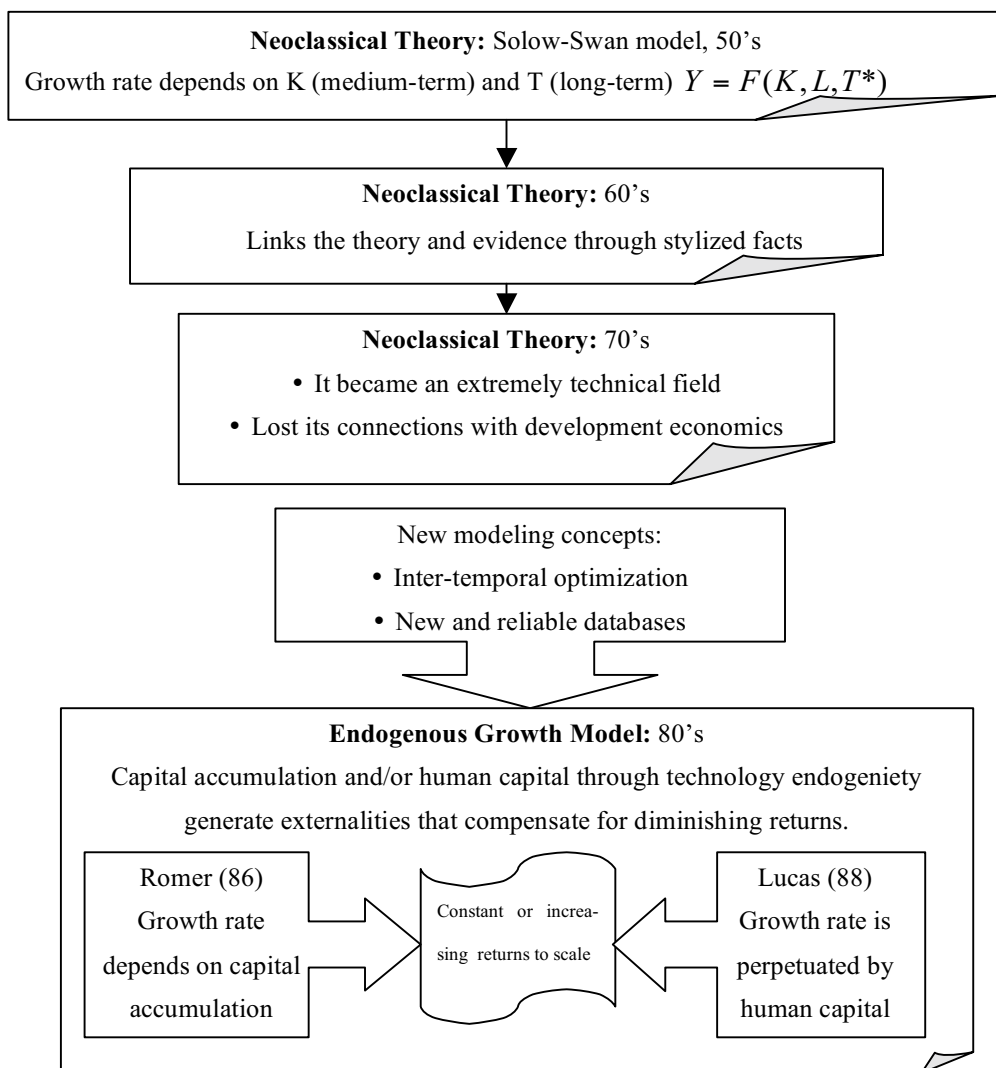 Neoclassical Theory: Solow-Swan model, 50's
Growth rate depends on K (medium-term) and T (long-term) Y = F(K, L, T*)
Neoclassical Theory: 60's
Links the theory and evidence through stylized facts
Neoclassical Theory: 70's
• It became an extremely technical field
• Lost its connections with development economics
New modeling concepts:
• Inter-temporal optimization
• New and reliable databases
Endogenous Growth Model: 80's
Capital accumulation and/or human capital through technology endogeniety
generate externalities that compensate for diminishing returns.
Romer (86)
Growth rate
depends on capital
accumulation
Constant or increa-
sing returns to scale
Lucas (88)
Growth rate is
perpetuated by
human capital